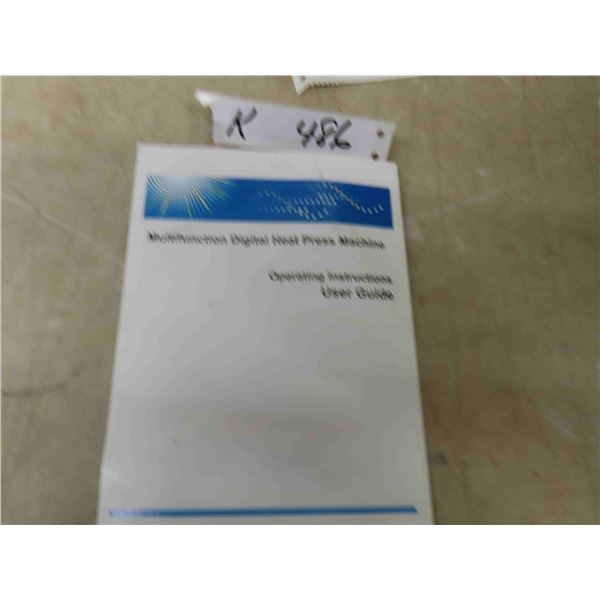 K 486
Multifunction Digital Heat Press Machine
Operating Instructions
User Guide